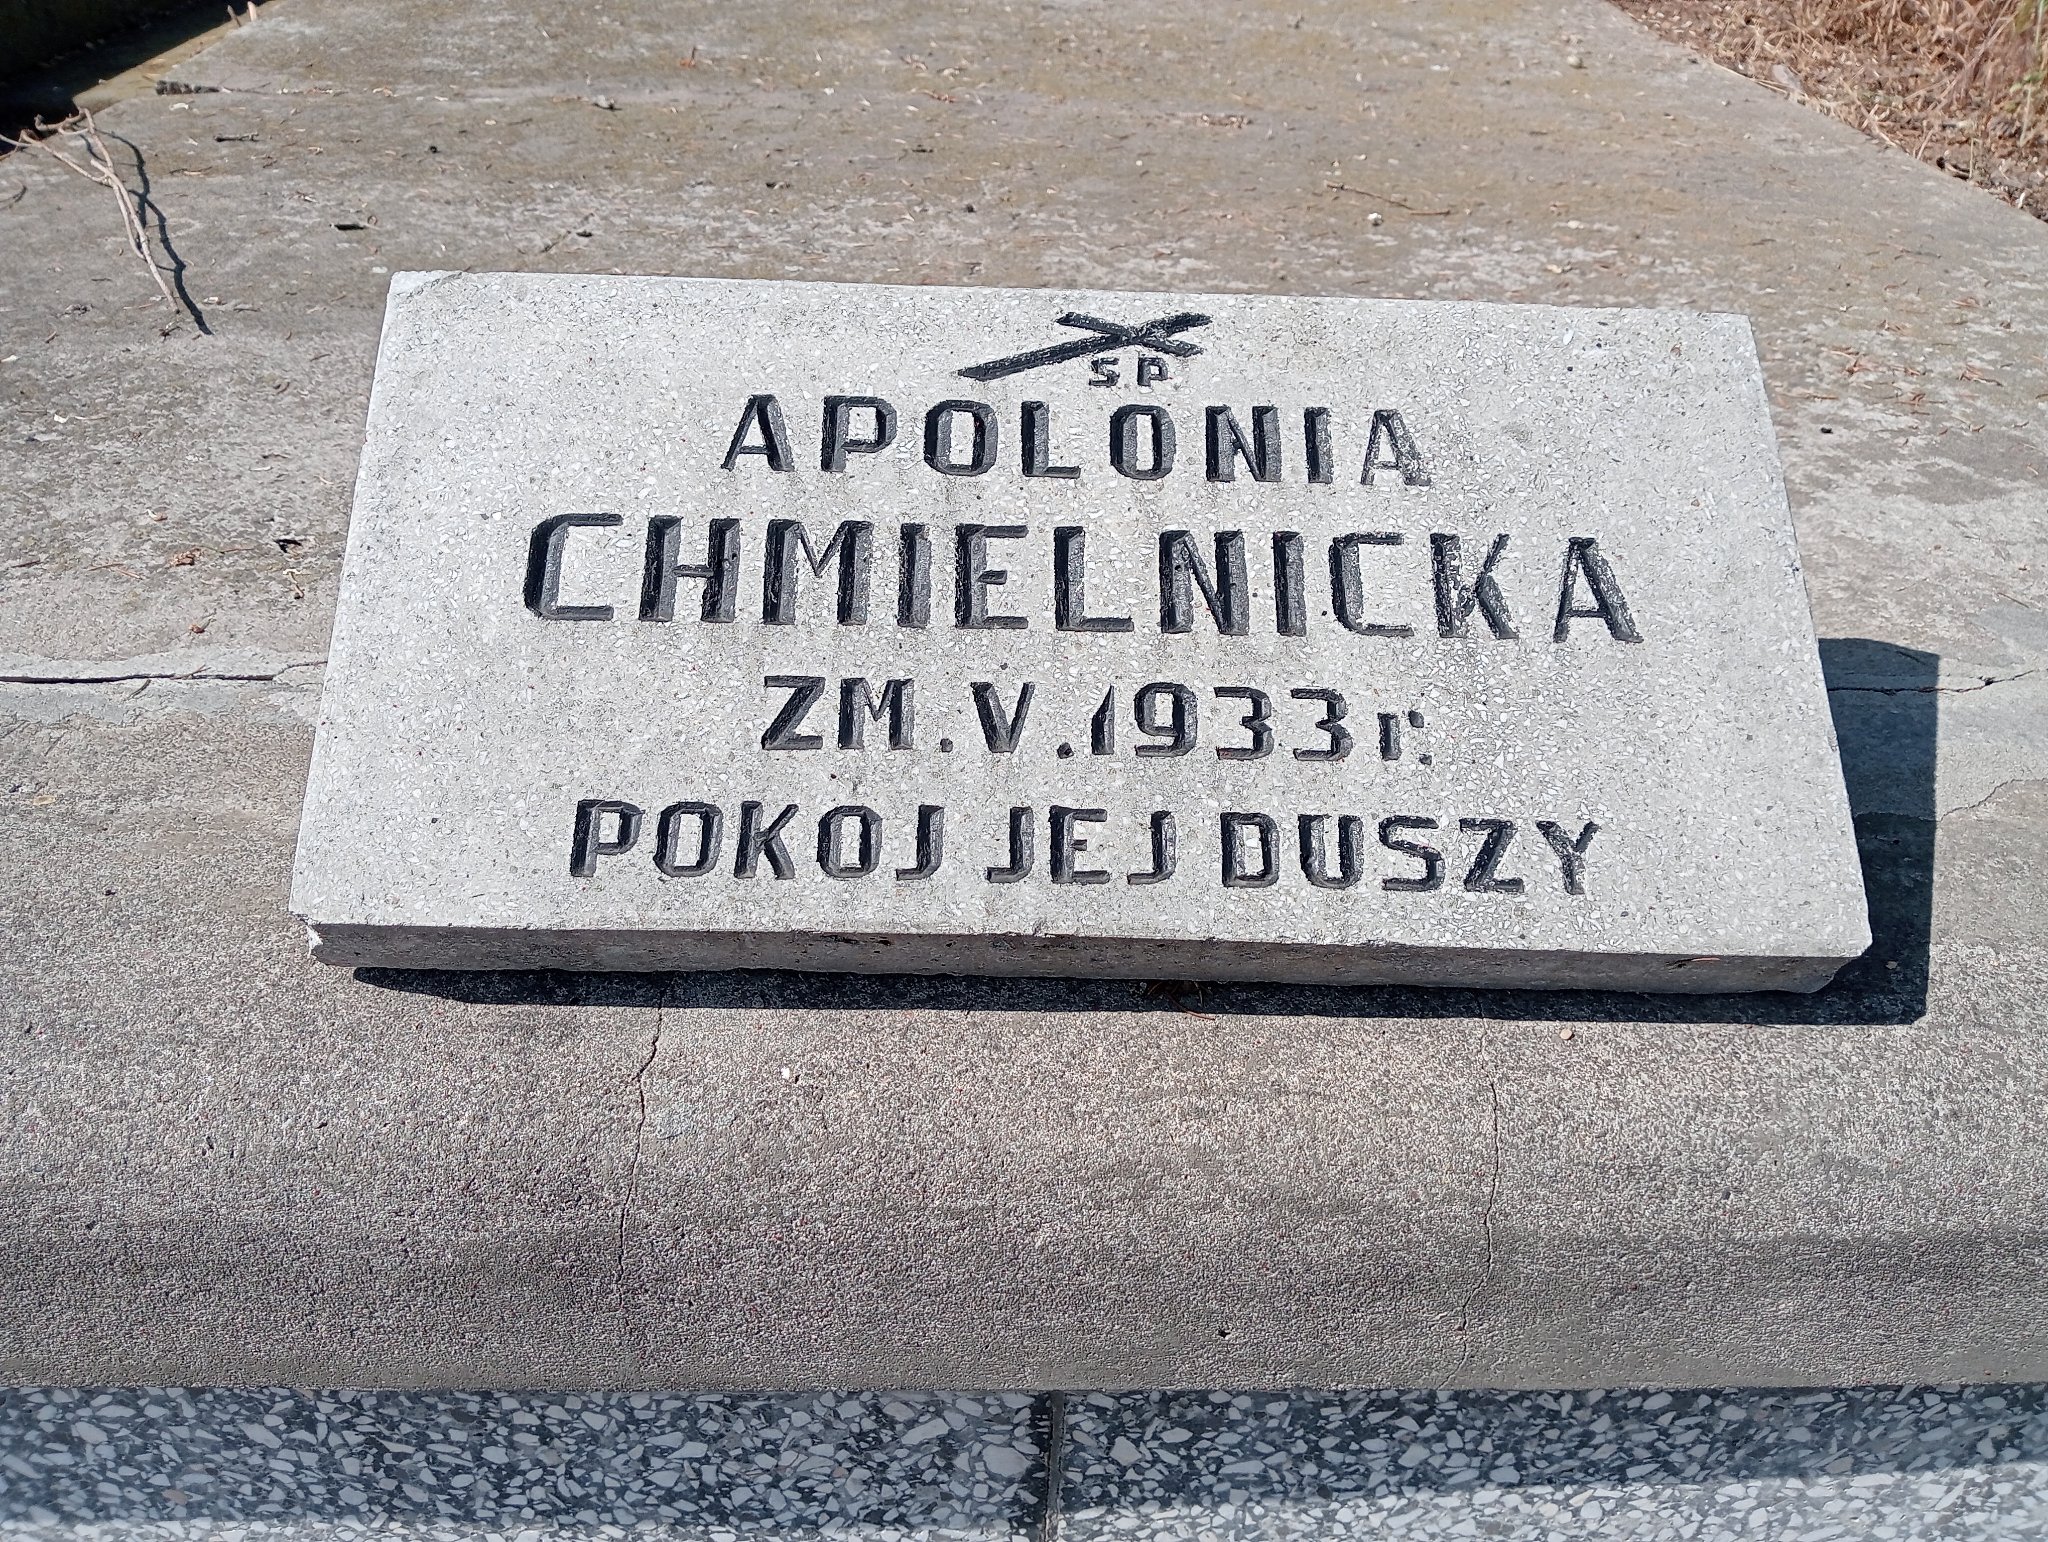 SP
APOLONIA
CHMIELNICKA
ZM.V.1933r.
POKOJ JEJ DUSZY